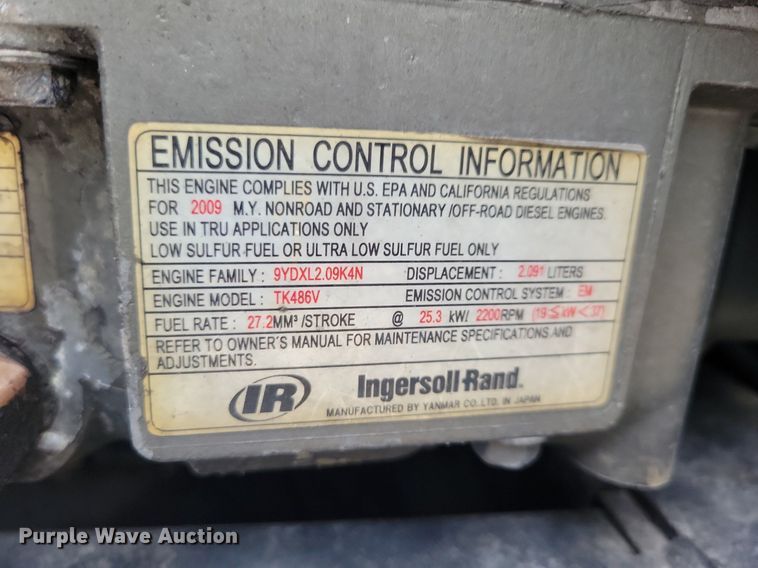 EMISSION CONTROL INFORMATION
THIS ENGINE COMPLIES WITH U.S. EPA AND CALIFORNIA REGULATIONS
FOR 2009 M.Y. NONROAD AND STATIONARY /OFF-ROAD DIESEL ENGINES.
USE IN TRU APPLICATIONS ONLY
LOW SULFUR FUEL OR ULTRA LOW SULFUR FUEL ONLY
ENGINE FAMILY : 9YDXL2.09K4N DISPLACEMENT : 2.091 LITERS
ENGINE MODEL : TK486V EMISSION CONTROL SYSTEM : EM
FUEL RATE : 27.2MM³ /STROKE @ 25.3 kW/ 2200RPM (19≦kW<37)
REFER TO OWNER'S MANUAL FOR MAINTENANCE SPECIFICATIONS AND
ADJUSTMENTS.
IR Ingersoll-Rand.
MANUFACTURED BY YANMAR CO., LTD. IN JAPAN
Purple Wave Auction